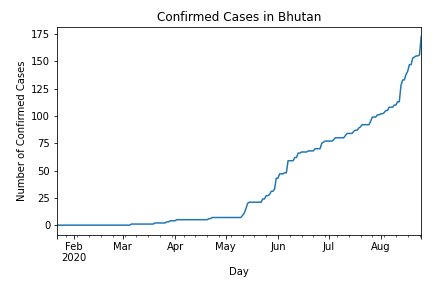 Confirmed Cases in Bhutan
Number of Confirmed Cases
175
150
125
100
75
50
25
0
Feb Mar Apr May Jun Jul Aug
2020
Day